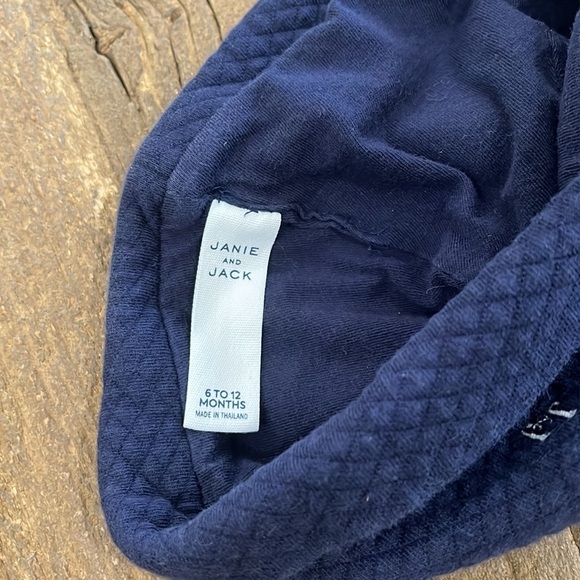 JANIE
AND
JACK
6 TO 12
MONTHS
MADE IN THAILAND